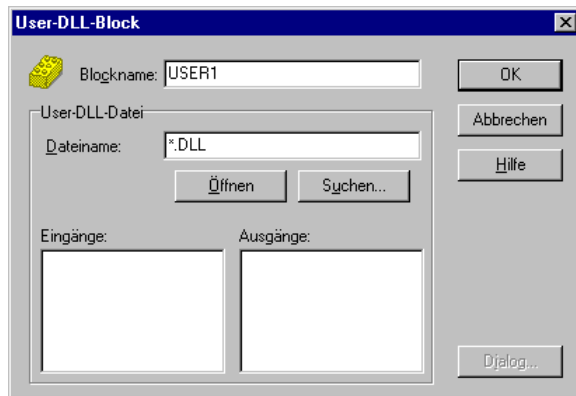 User-DLL-Block
Blockname: USER1
OK
User-DLL-Datei
Abbrechen
Dateiname: *.DLL
Hilfe
Öffnen Suchen...
Eingänge: Ausgänge:
Dialog...